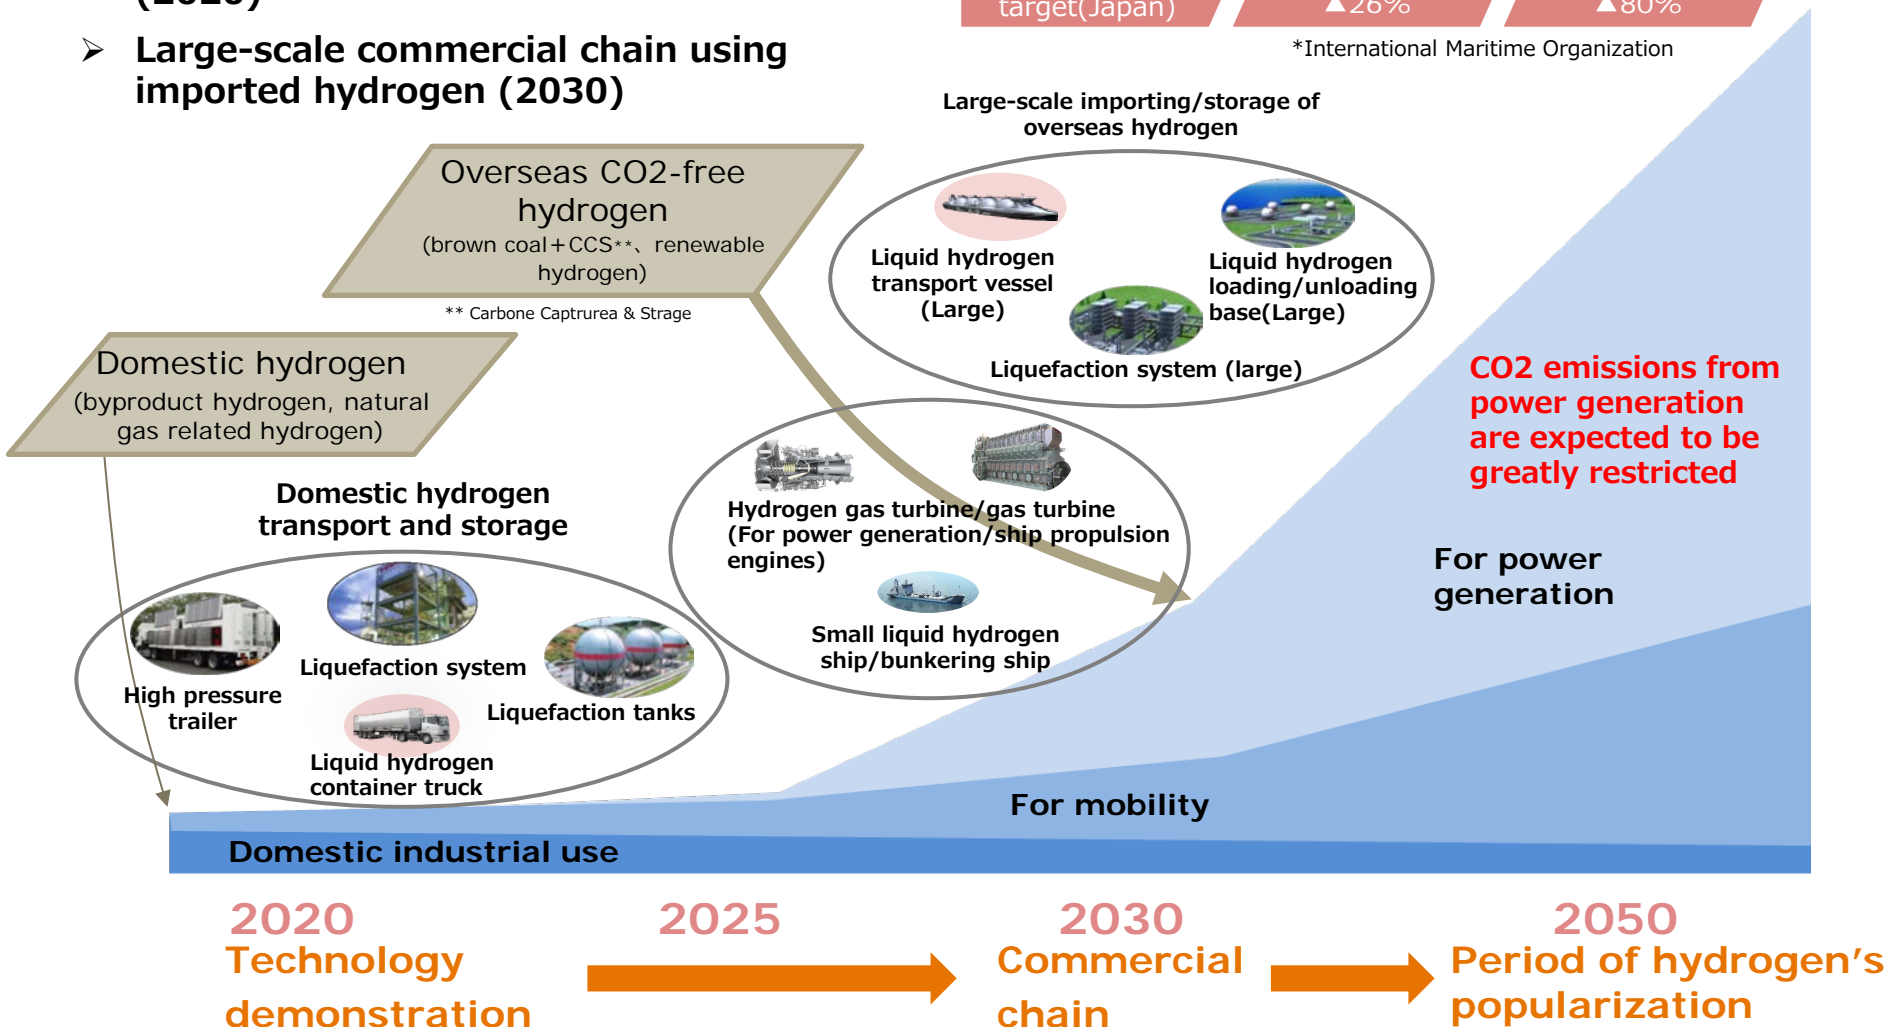 (2020)
target(Japan)
▲26%
▲80%
➢ Large-scale commercial chain using
imported hydrogen (2030)
*International Maritime Organization
Large-scale importing/storage of
overseas hydrogen
Overseas CO2-free
hydrogen
(brown coal+CCS**、renewable
hydrogen)
** Carbone Captrurea & Strage
Liquid hydrogen
transport vessel
(Large)
Liquid hydrogen
loading/unloading
base(Large)
Liquefaction system (large)
Domestic hydrogen
(byproduct hydrogen, natural
gas related hydrogen)
CO2 emissions from
power generation
are expected to be
greatly restricted
Domestic hydrogen
transport and storage
Hydrogen gas turbine/gas turbine
(For power generation/ship propulsion
engines)
Small liquid hydrogen
ship/bunkering ship
For power
generation
High pressure
trailer
Liquefaction system
Liquefaction tanks
Liquid hydrogen
container truck
For mobility
Domestic industrial use
2020
2025
2030
2050
Technology
demonstration
Commercial
chain
Period of hydrogen's
popularization